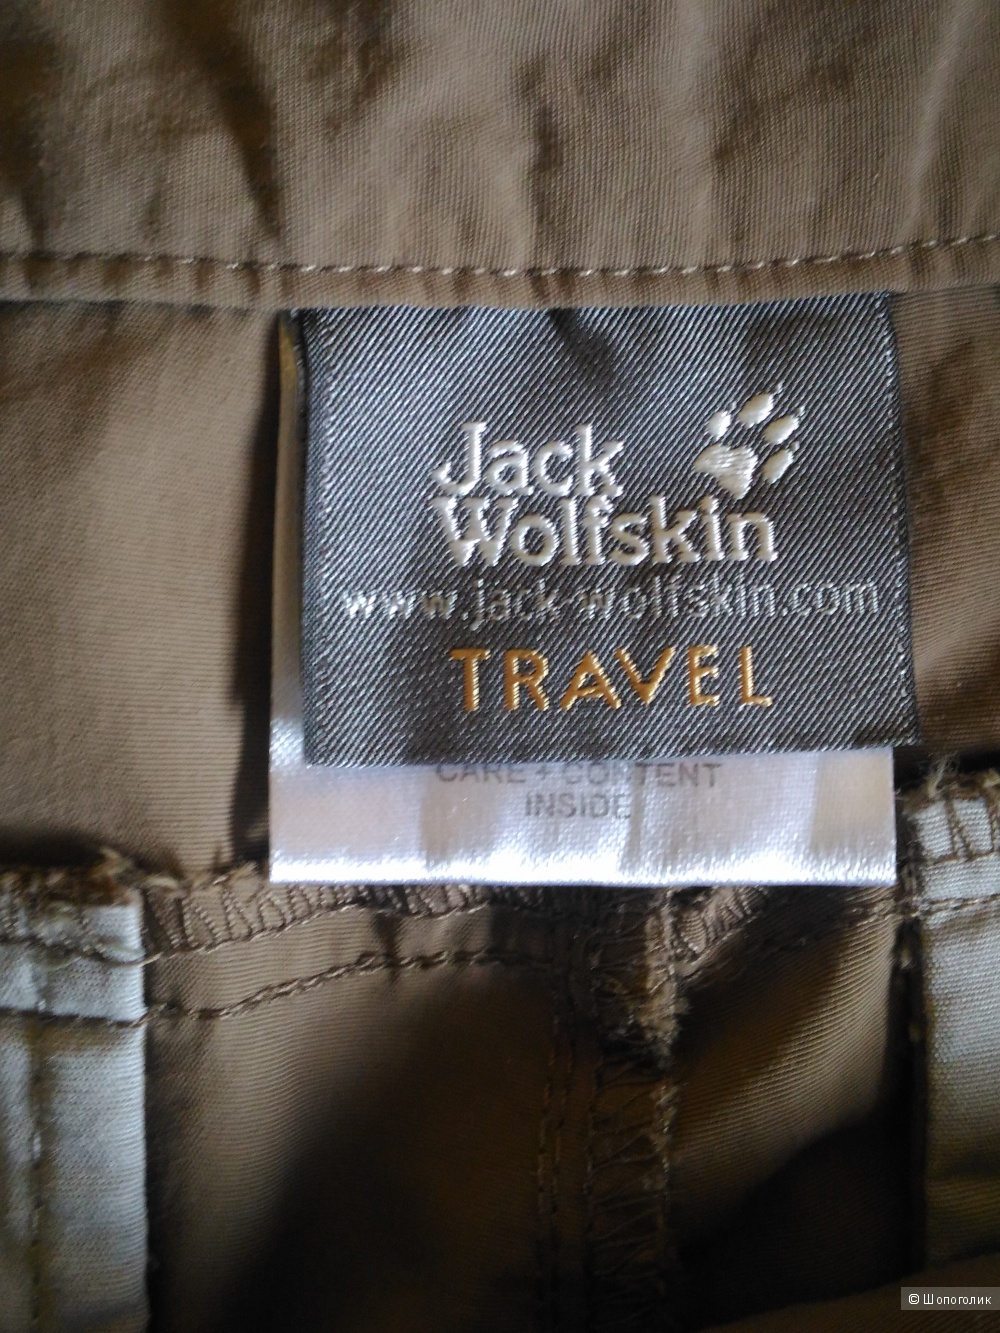 Jack
Wolfskin
www.jack-wolfskin.com
TRAVEL
CARE + CONTENT
INSIDE
© Шопоголик